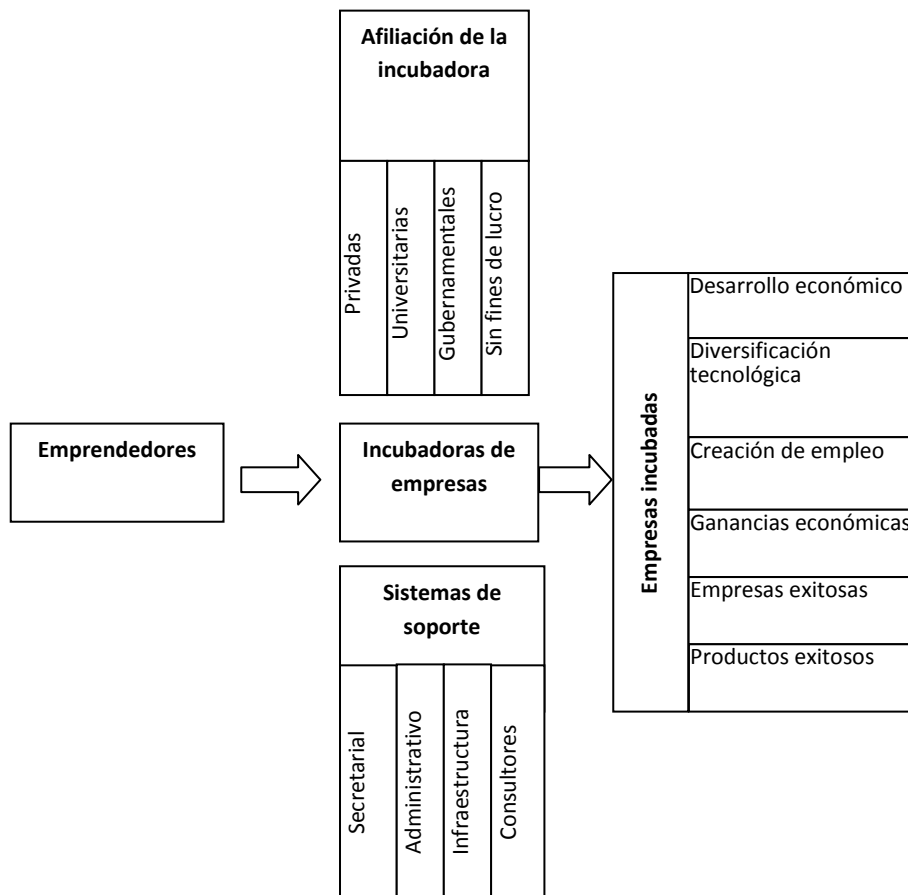 Afiliación de la
incubadora
Privadas
Universitarias
Gubernamentales
Sin fines de lucro
Emprendedores
Incubadoras de
empresas
Empresas incubadas
Desarrollo económico
Diversificación
tecnológica
Creación de empleo
Ganancias económicas
Empresas exitosas
Productos exitosos
Sistemas de
soporte
Secretarial
Administrativo
Infraestructura
Consultores